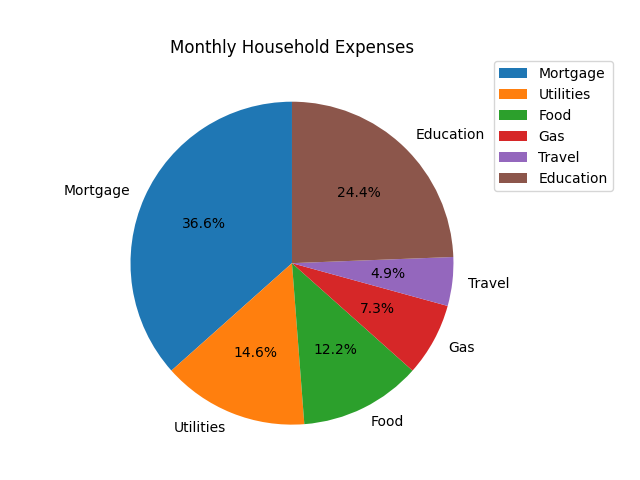 Monthly Household Expenses
Mortgage
Utilities
Food
Gas
Travel
Education
Education
Mortgage
24.4%
36.6%
4.9%
Travel
7.3%
Gas
14.6%
12.2%
Food
Utilities